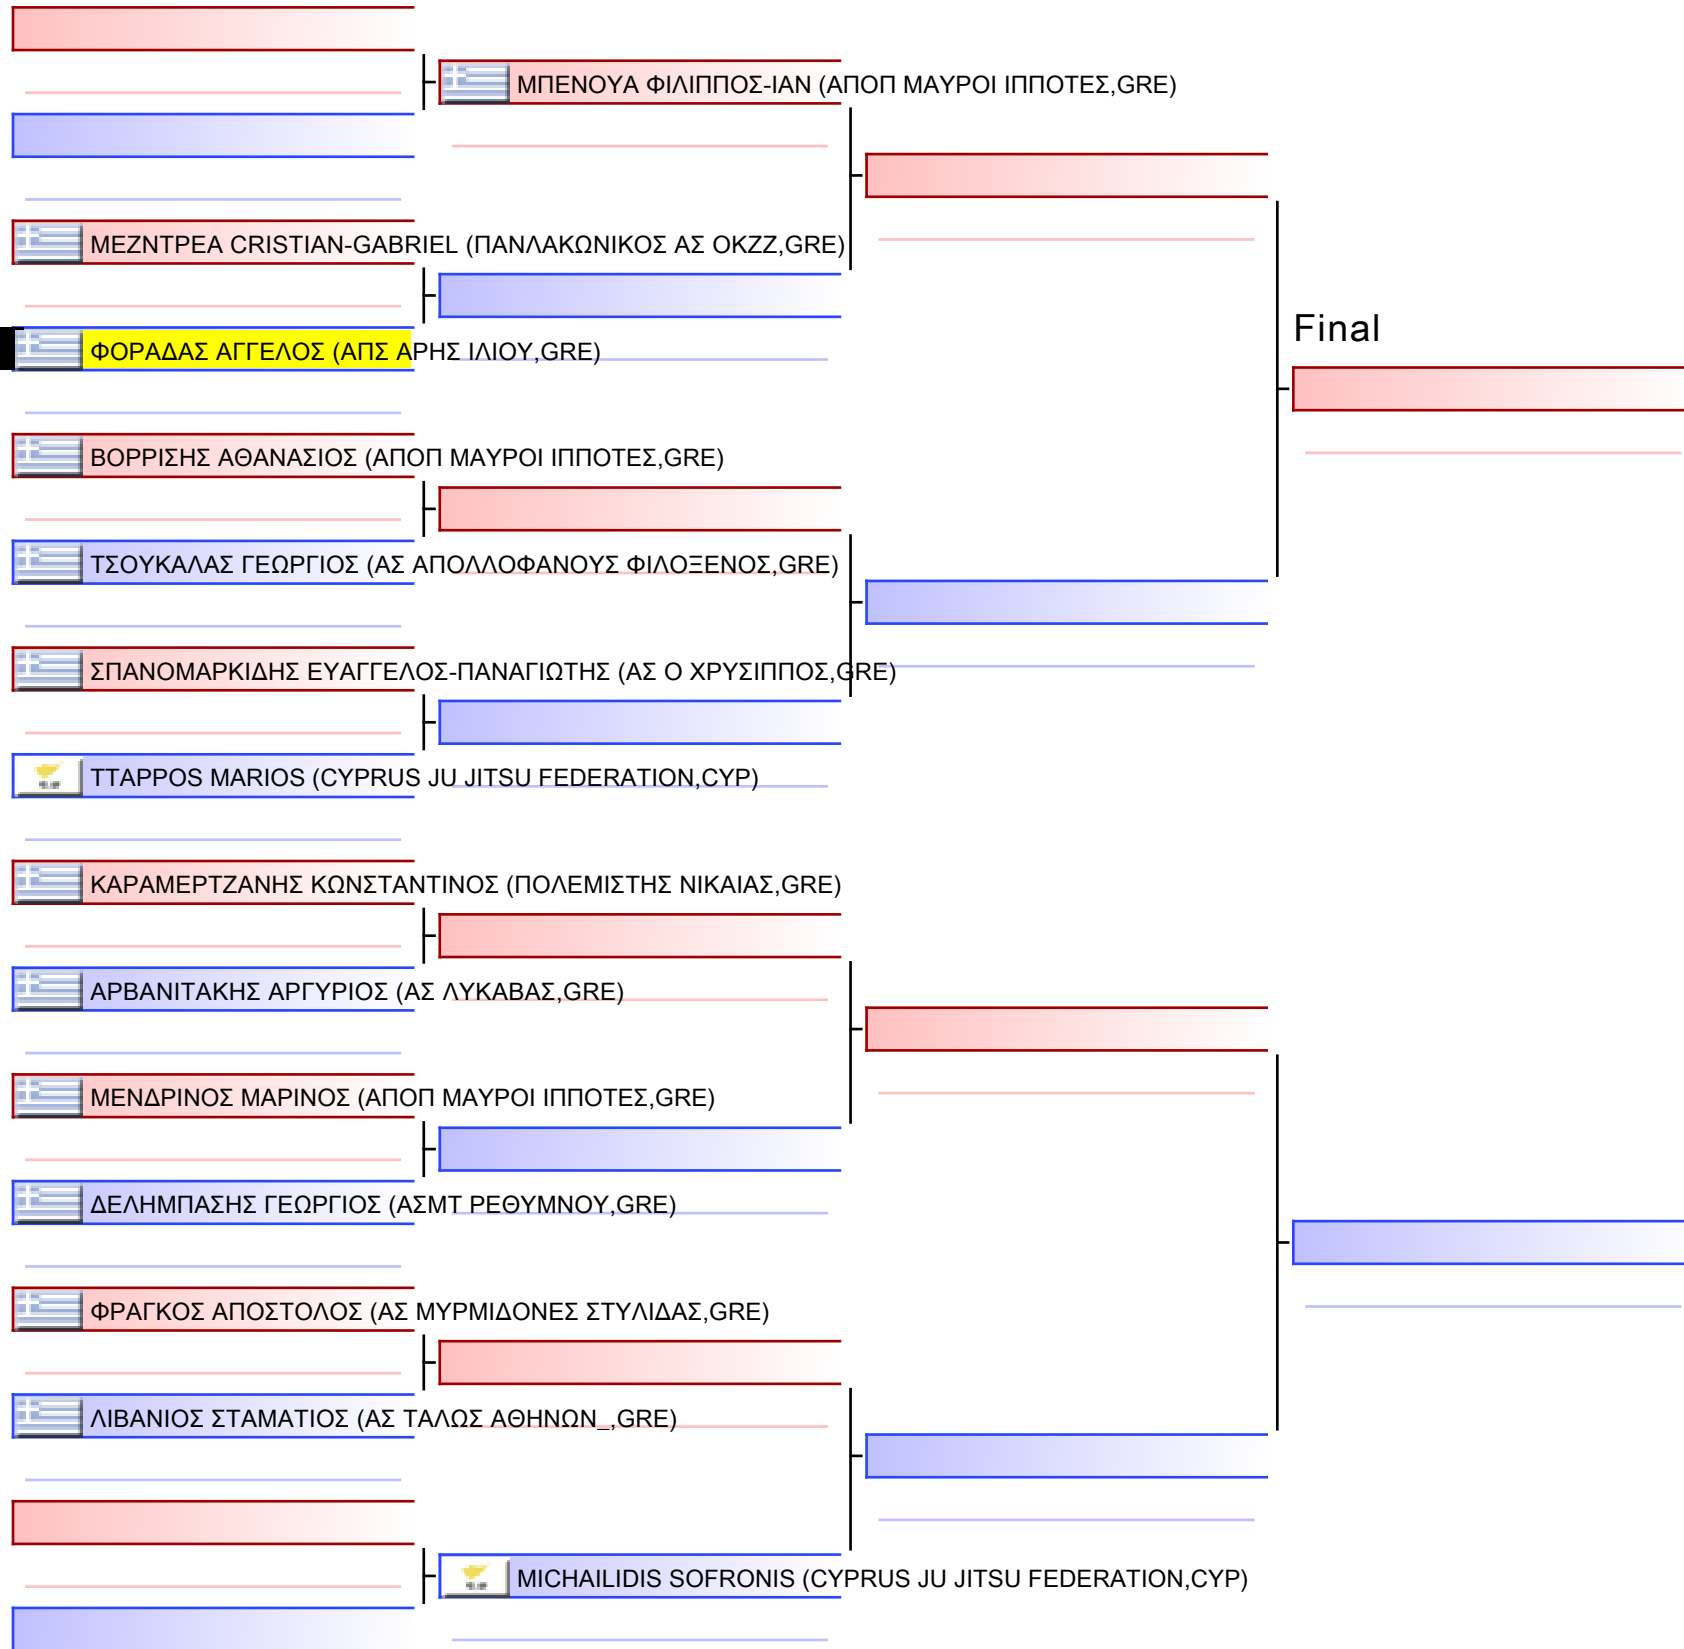 ΜΠΕΝΟΥΑ ΦΙΛΙΠΠΟΣ-ΙΑΝ (ΑΠΟΠ ΜΑΥΡΟΙ ΙΠΠΟΤΕΣ,GRE)
ΜΕΖΝΤΡΕΑ CRISTIAN-GABRIEL (ΠΑΝΛΑΚΩΝΙΚΟΣ ΑΣ ΟΚΖΖ,GRE)
Final
ΦΟΡΑΔΑΣ ΑΓΓΕΛΟΣ (ΑΠΣ ΑΡΗΣ ΙΛΙΟΥ,GRE)
ΒΟΡΡΙΣΗΣ ΑΘΑΝΑΣΙΟΣ (ΑΠΟΠ ΜΑΥΡΟΙ ΙΠΠΟΤΕΣ,GRE)
ΤΣΟΥΚΑΛΑΣ ΓΕΩΡΓΙΟΣ (ΑΣ ΑΠΟΛΛΟΦΑΝΟΥΣ ΦΙΛΟΞΕΝΟΣ,GRE)
ΣΠΑΝΟΜΑΡΚΙΔΗΣ ΕΥΑΓΓΕΛΟΣ-ΠΑΝΑΓΙΩΤΗΣ (ΑΣ Ο ΧΡΥΣΙΠΠΟΣ,GRE)
TTAPPOS MARIOS (CYPRUS JU JITSU FEDERATION,CYP)
ΚΑΡΑΜΕΡΤΖΑΝΗΣ ΚΩΝΣΤΑΝΤΙΝΟΣ (ΠΟΛΕΜΙΣΤΗΣ ΝΙΚΑΙΑΣ,GRE)
ΑΡΒΑΝΙΤΑΚΗΣ ΑΡΓΥΡΙΟΣ (ΑΣ ΛΥΚΑΒΑΣ,GRE)
ΜΕΝΔΡΙΝΟΣ ΜΑΡΙΝΟΣ (ΑΠΟΠ ΜΑΥΡΟΙ ΙΠΠΟΤΕΣ,GRE)
ΔΕΛΗΜΠΑΣΗΣ ΓΕΩΡΓΙΟΣ (ΑΣΜΤ ΡΕΘΥΜΝΟΥ,GRE)
ΦΡΑΓΚΟΣ ΑΠΟΣΤΟΛΟΣ (ΑΣ ΜΥΡΜΙΔΟΝΕΣ ΣΤΥΛΙΔΑΣ,GRE)
ΛΙΒΑΝΙΟΣ ΣΤΑΜΑΤΙΟΣ (ΑΣ ΤΑΛΩΣ ΑΘΗΝΩΝ_,GRE)
MICHAILIDIS SOFRONIS (CYPRUS JU JITSU FEDERATION,CYP)